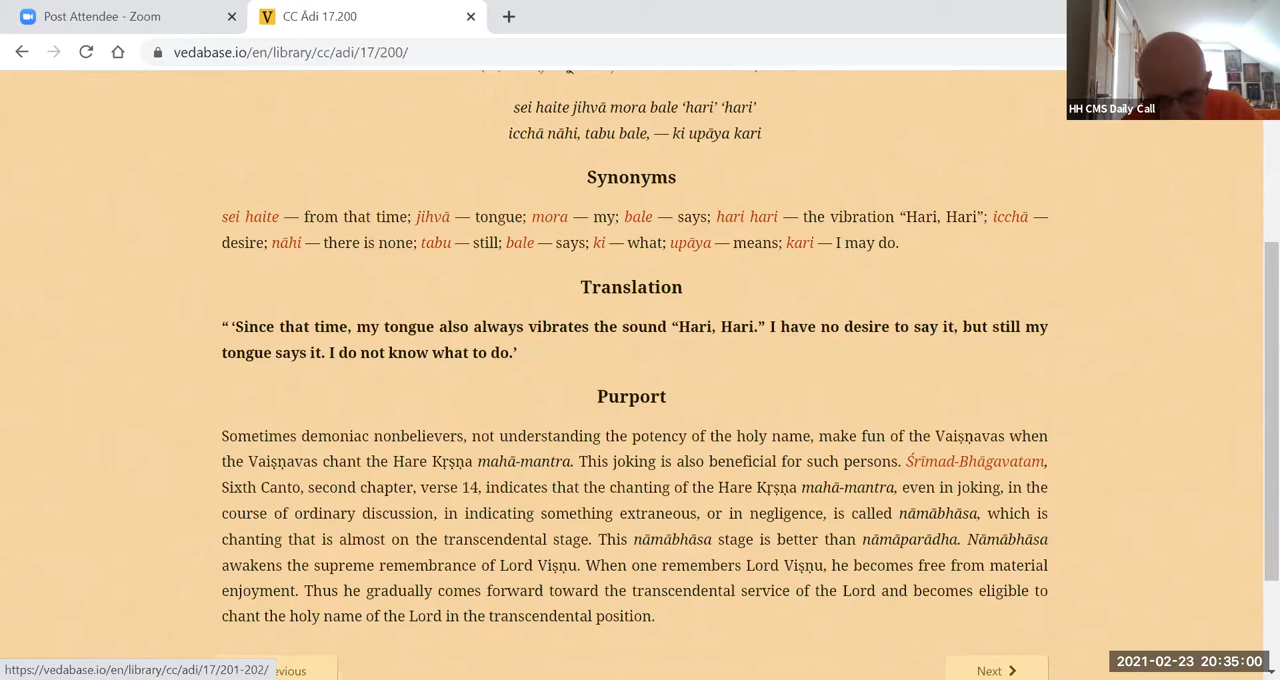 Post Attendee - Zoom
CC Ādi 17.200
vedabase.io/en/library/cc/adi/17/200/
HH CMS Daily Call
sei haite jihvā mora bale ‘hari’ ‘hari’
icchā nāhi, tabu bale, — ki upāya kari
Synonyms
sei haite — from that time; jihvā — tongue; mora — my; bale — says; hari hari — the vibration “Hari, Hari”; icchā —
desire; nāhi — there is none; tabu — still; bale — says; ki — what; upāya — means; kari — I may do.
Translation
“ ‘Since that time, my tongue also always vibrates the sound “Hari, Hari.” I have no desire to say it, but still my
tongue says it. I do not know what to do.’
Purport
Sometimes demoniac nonbelievers, not understanding the potency of the holy name, make fun of the Vaiṣṇavas when
the Vaiṣṇavas chant the Hare Kṛṣṇa mahā-mantra. This joking is also beneficial for such persons. Śrīmad-Bhāgavatam,
Sixth Canto, second chapter, verse 14, indicates that the chanting of the Hare Kṛṣṇa mahā-mantra, even in joking, in the
course of ordinary discussion, in indicating something extraneous, or in negligence, is called nāmābhāsa, which is
chanting that is almost on the transcendental stage. This nāmābhāsa stage is better than nāmāparādha. Nāmābhāsa
awakens the supreme remembrance of Lord Viṣṇu. When one remembers Lord Viṣṇu, he becomes free from material
enjoyment. Thus he gradually comes forward toward the transcendental service of the Lord and becomes eligible to
chant the holy name of the Lord in the transcendental position.
https://vedabase.io/en/library/cc/adi/17/201-202/
evious
Next
2021-02-23 20:35:00